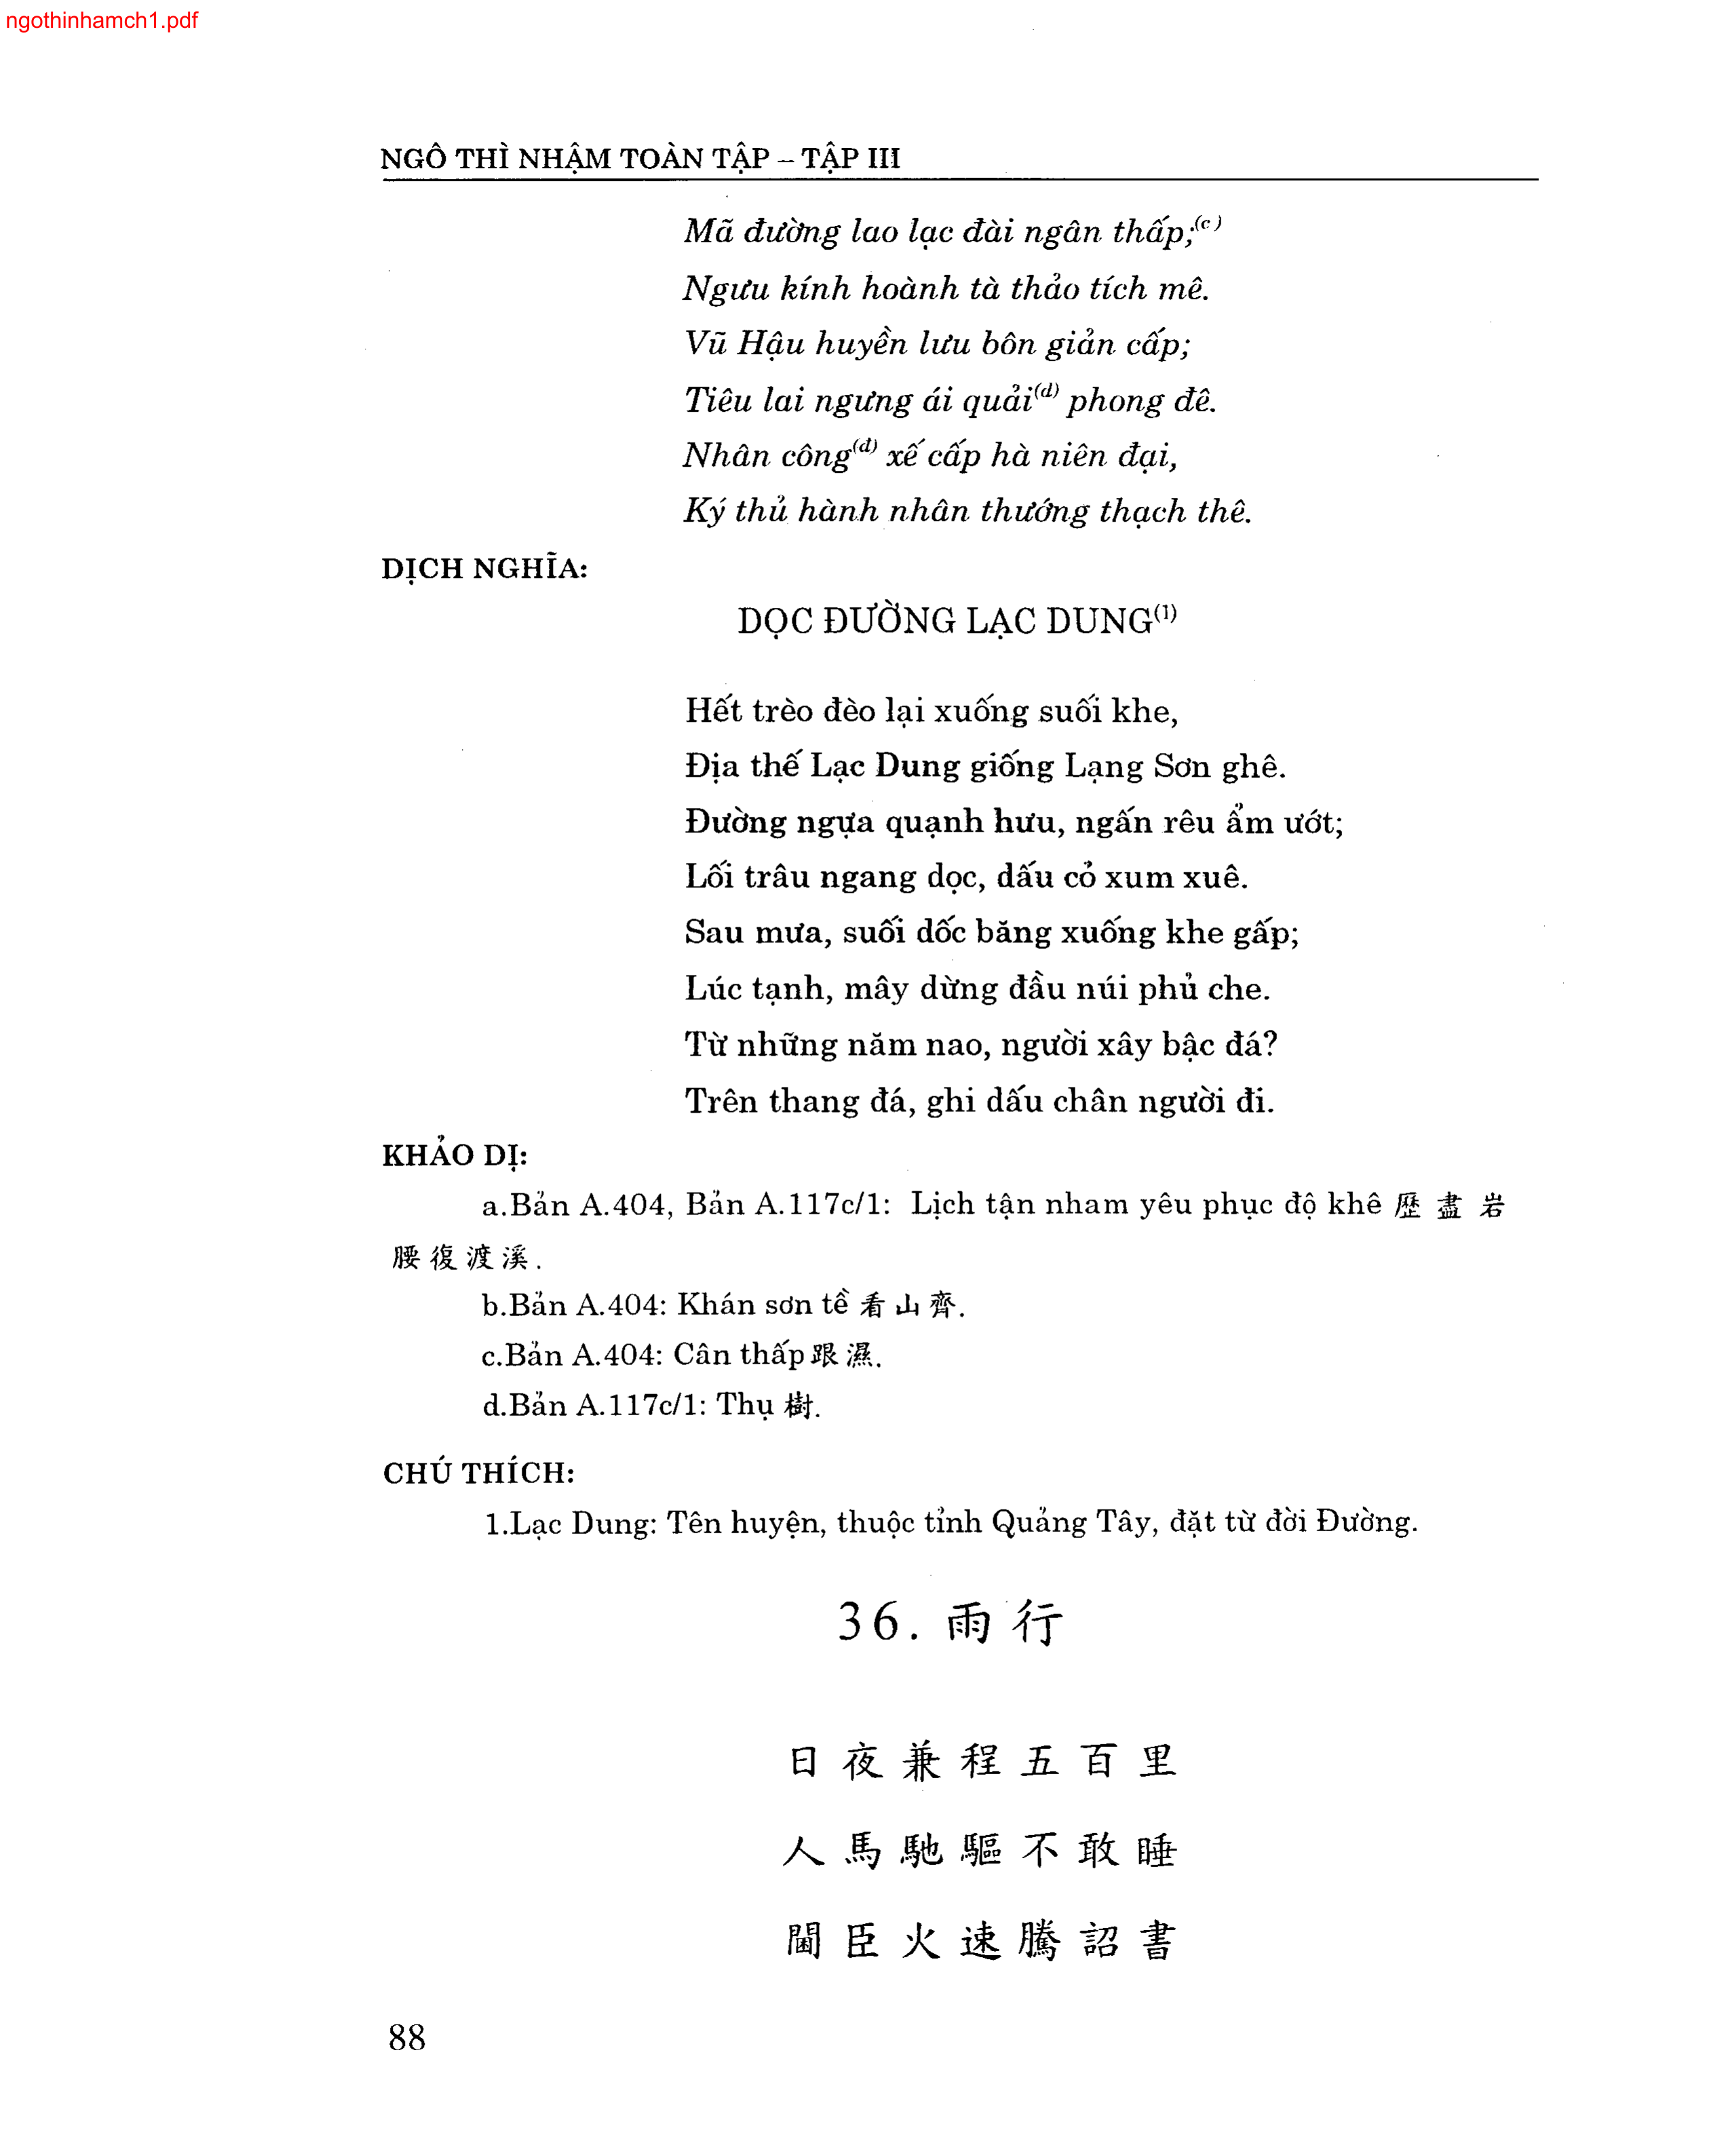 ngothinhamch1.pdf
NGÔ THÌ NHẬM TOÀN TẬP – TẬP III
Mã đường lao lạc đài ngân thấp;(c)
Ngưu kính hoành tà thảo tích mê.
Vũ Hậu huyền lưu bôn giản cấp;
Tiêu lai ngưng ái quải(d) phong đê.
Nhân công(đ) xế cấp hà niên đại,
Ký thủ hành nhân thướng thạch thê.
DỊCH NGHĨA:
DỌC ĐƯỜNG LẠC DUNG(1)
Hết trèo đèo lại xuống suối khe,
Địa thế Lạc Dung giống Lạng Sơn ghê.
Đường ngựa quạnh hưu, ngấn rêu ẩm ướt;
Lối trâu ngang dọc, dấu cỏ xum xuê.
Sau mưa, suối dốc băng xuống khe gấp;
Lúc tạnh, mây dừng đầu núi phủ che.
Từ những năm nao, người xây bậc đá?
Trên thang đá, ghi dấu chân người đi.
KHẢO DỊ:
a.Bản A.404, Bản A.117c/1: Lịch tận nham yêu phục độ khê 歷 盡 岩
腰 復 渡 溪 .
b.Bản A.404: Khán sơn tề 看 山 齊.
c.Bản A.404: Cân thấp 跟 濕.
d.Bản A.117c/1: Thụ 樹.
CHÚ THÍCH:
1.Lạc Dung: Tên huyện, thuộc tỉnh Quảng Tây, đặt từ đời Đường.
36. 雨 行
日 夜 兼 程 五 百 里
人 馬 馳 驅 不 敢 睡
閫 臣 火 速 騰 詔 書
88